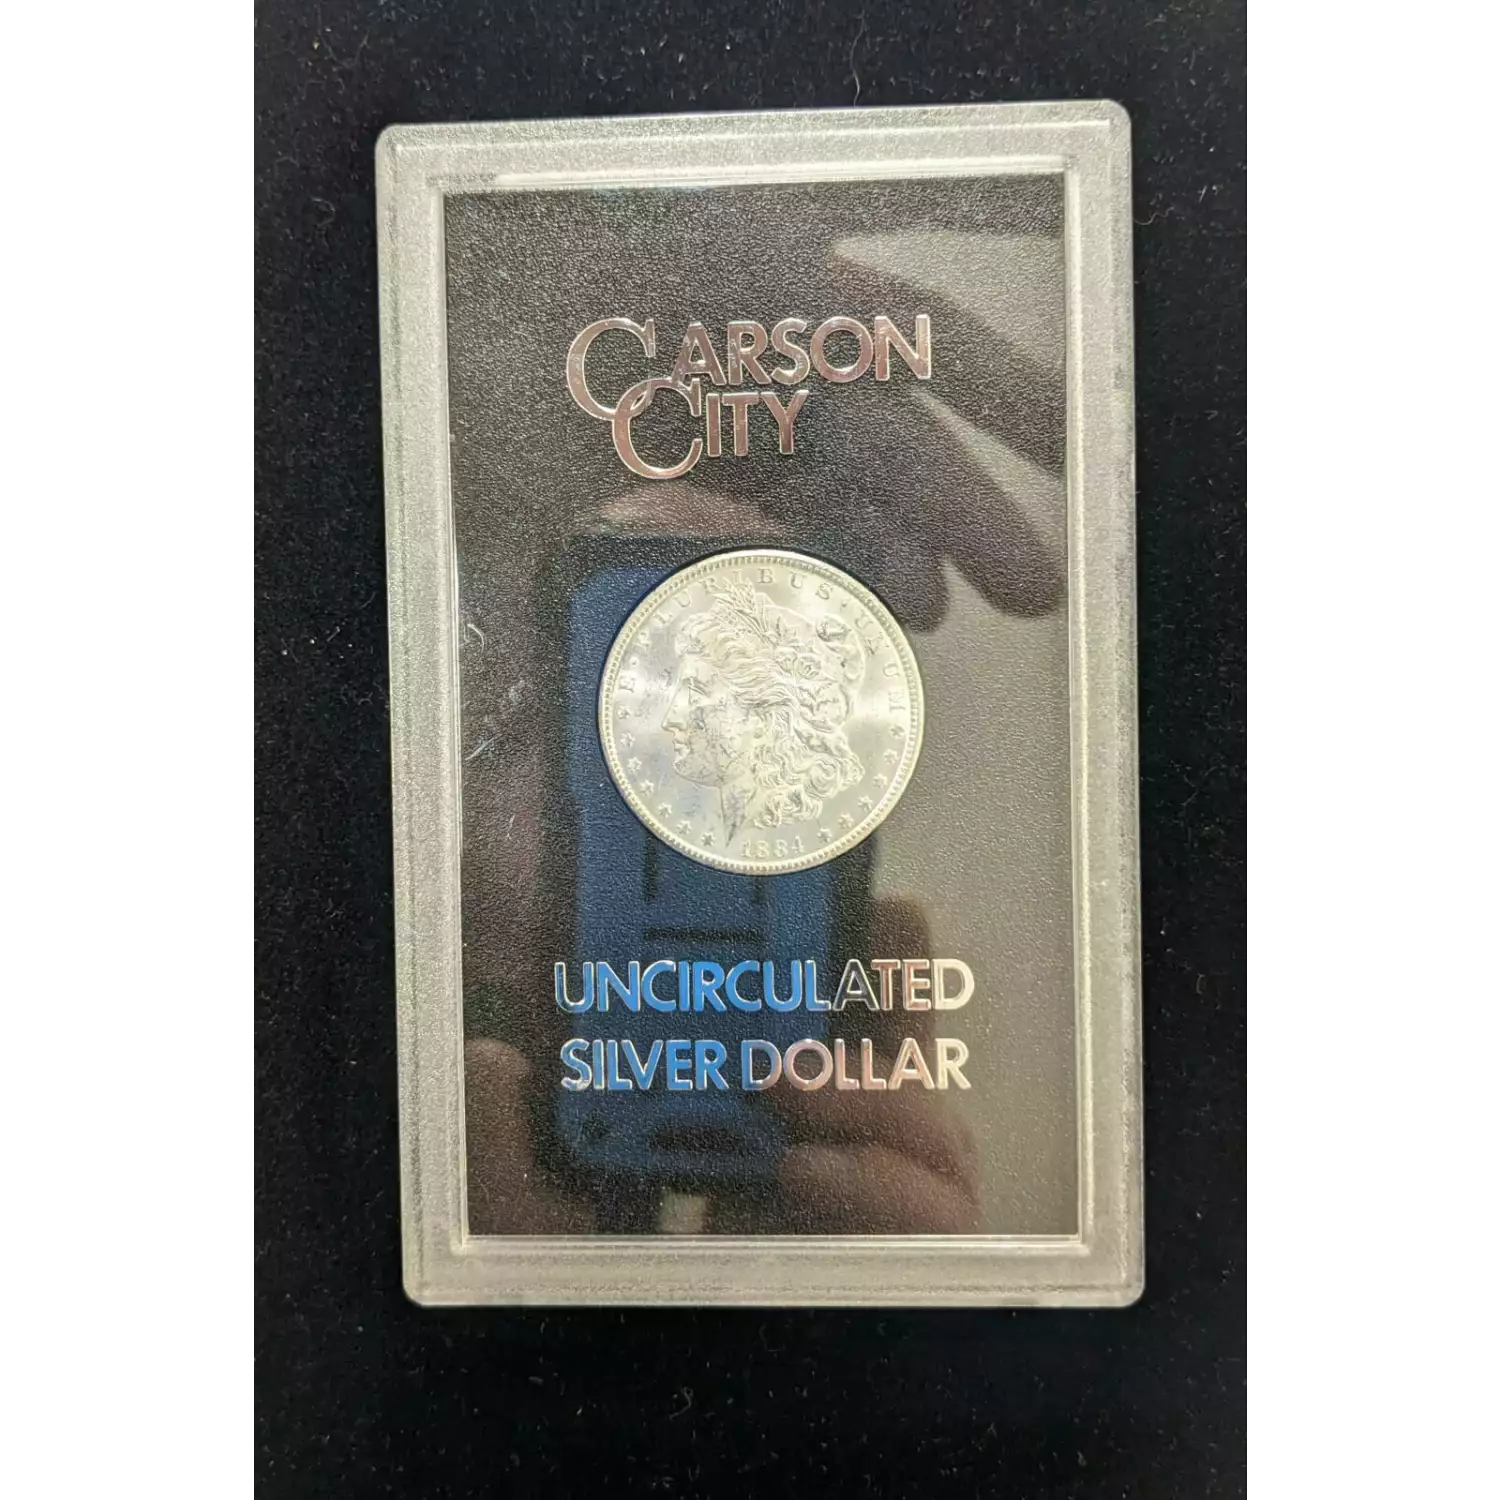 CARSON
CITY
E·PLURIBUS·UNUM
1884
UNCIRCULATED
SILVER DOLLAR